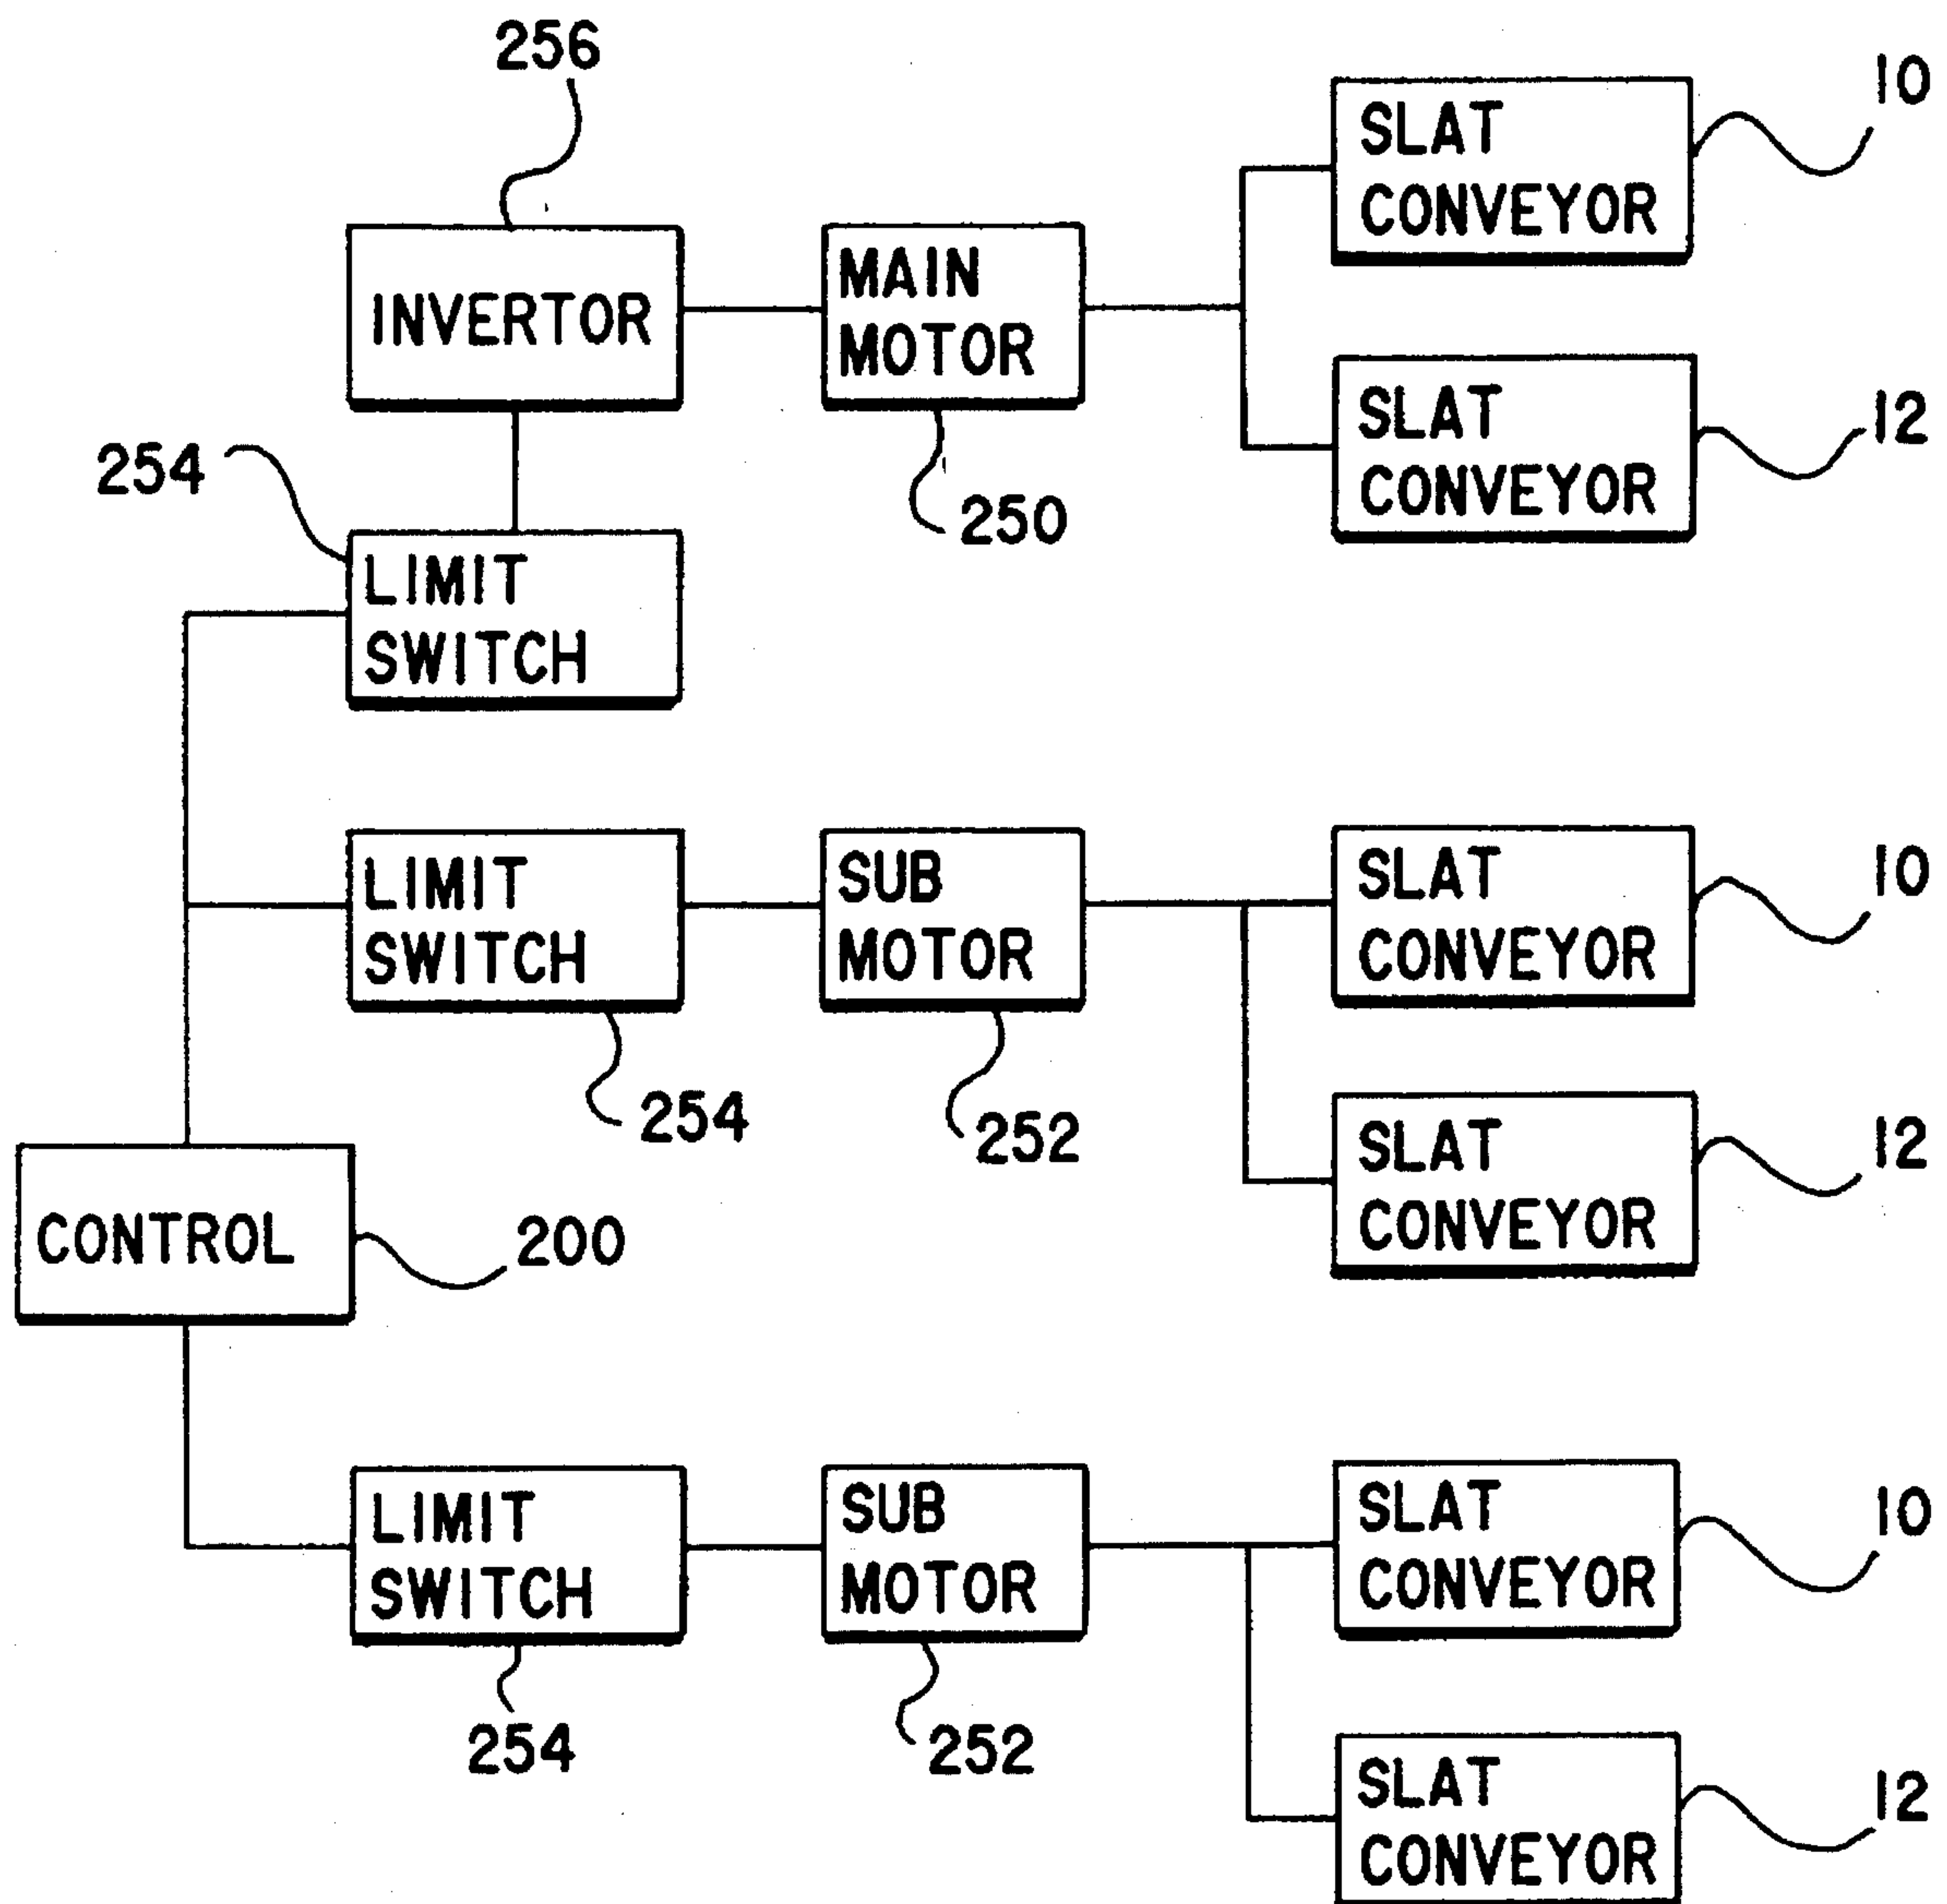 256
10
SLAT
CONVEYOR
INVERTOR
MAIN
MOTOR
12
SLAT
CONVEYOR
254
250
LIMIT
SWITCH
LIMIT
SWITCH
SUB
MOTOR
SLAT
CONVEYOR
10
254
252
SLAT
CONVEYOR
12
CONTROL
200
LIMIT
SWITCH
SUB
MOTOR
SLAT
CONVEYOR
10
254
252
SLAT
CONVEYOR
12